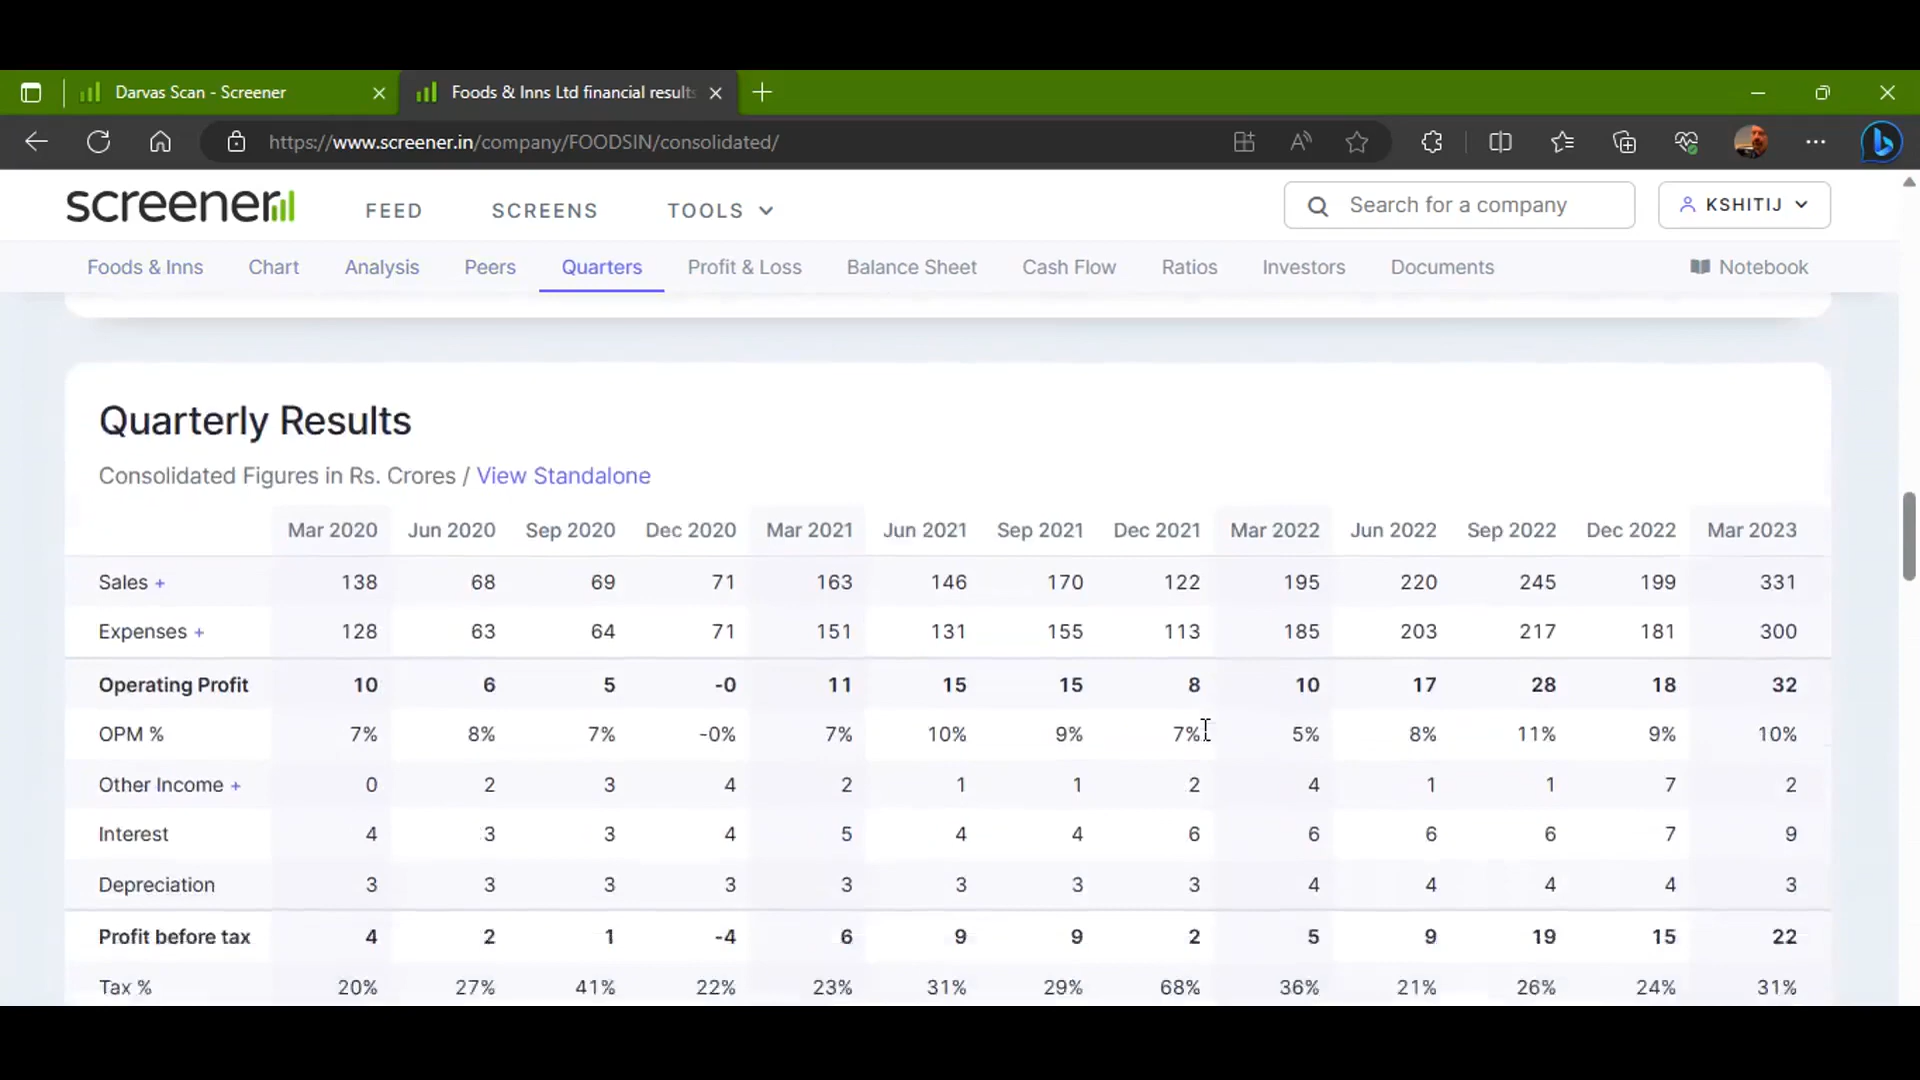 Darvas Scan - Screener
Foods & Inns Ltd financial results
https://www.screener.in/company/FOODSIN/consolidated/
screener FEED SCREENS TOOLS Search for a company KSHITIJ
Foods & Inns Chart Analysis Peers Quarters Profit & Loss Balance Sheet Cash Flow Ratios Investors Documents Notebook
Quarterly Results
Consolidated Figures in Rs. Crores / View Standalone
Mar 2020 Jun 2020 Sep 2020 Dec 2020 Mar 2021 Jun 2021 Sep 2021 Dec 2021 Mar 2022 Jun 2022 Sep 2022 Dec 2022 Mar 2023
Sales + 138 68 69 71 163 146 170 122 195 220 245 199 331
Expenses + 128 63 64 71 151 131 155 113 185 203 217 181 300
Operating Profit 10 6 5 -0 11 15 15 8 10 17 28 18 32
OPM % 7% 8% 7% -0% 7% 10% 9% 7% 5% 8% 11% 9% 10%
Other Income + 0 2 3 4 2 1 1 2 4 1 1 7 2
Interest 4 3 3 4 5 4 4 6 6 6 6 7 9
Depreciation 3 3 3 3 3 3 3 3 4 4 4 4 3
Profit before tax 4 2 1 -4 6 9 9 2 5 9 19 15 22
Tax % 20% 27% 41% 22% 23% 31% 29% 68% 36% 21% 26% 24% 31%